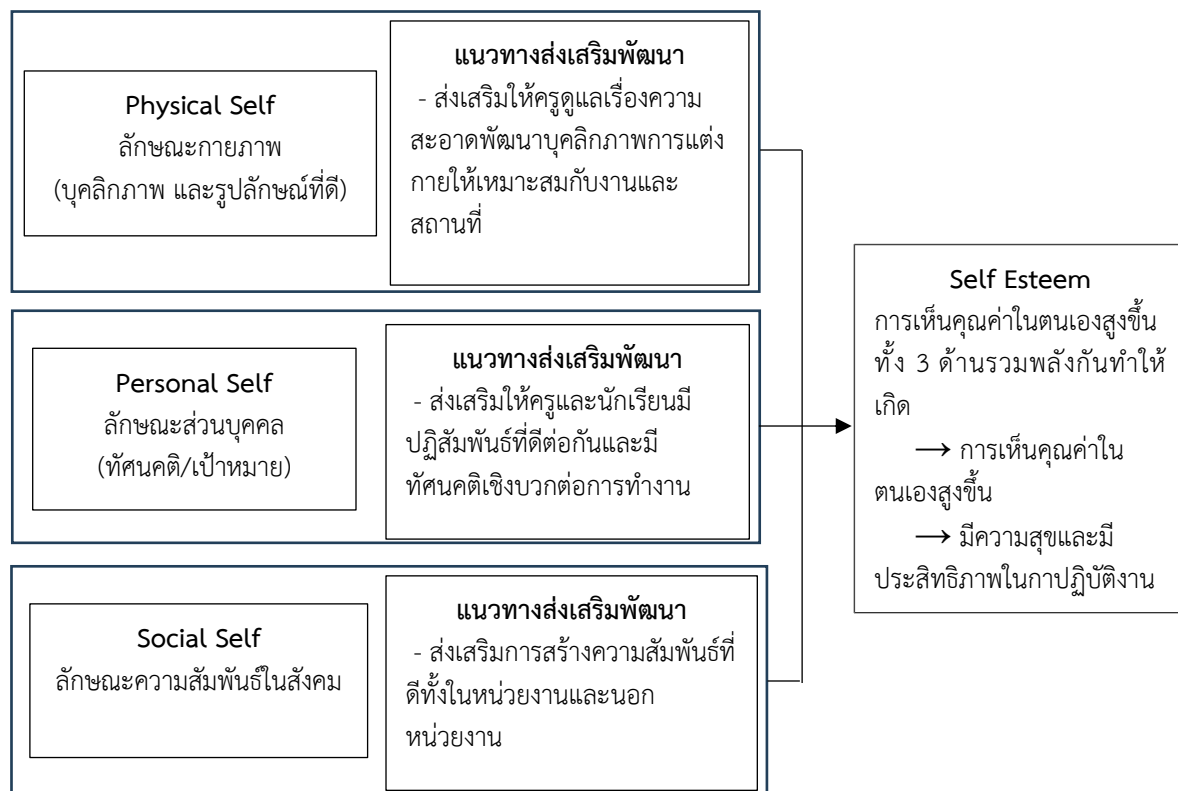 Physical Self
ลักษณะกายภาพ
(บุคลิกภาพ และรูปลักษณ์ที่ดี)
แนวทางส่งเสริมพัฒนา
- ส่งเสริมให้ครูดูแลเรื่องความ
สะอาดพัฒนาบุคลิกภาพการแต่ง
กายให้เหมาะสมกับงานและ
สถานที่
Personal Self
ลักษณะส่วนบุคคล
(ทัศนคติ/เป้าหมาย)
แนวทางส่งเสริมพัฒนา
- ส่งเสริมให้ครูและนักเรียนมี
ปฏิสัมพันธ์ที่ดีต่อกันและมี
ทัศนคติเชิงบวกต่อการทำงาน
Social Self
ลักษณะความสัมพันธ์ในสังคม
แนวทางส่งเสริมพัฒนา
- ส่งเสริมการสร้างความสัมพันธ์ที่
ดีทั้งในหน่วยงานและนอก
หน่วยงาน
Self Esteem
การเห็นคุณค่าในตนเองสูงขึ้น
ทั้ง 3 ด้านรวมพลังกันทำให้
เกิด
→ การเห็นคุณค่าใน
ตนเองสูงขึ้น
→ มีความสุขและมี
ประสิทธิภาพในกาปฏิบัติงาน